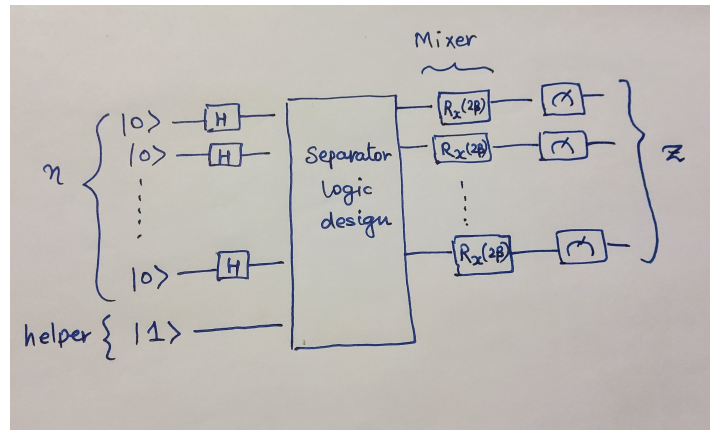 Mixer
|0> H Rx(2β)
|0> H Rx(2β)
n Separator z
logic
design
|0> H Rx(2β)
helper { |1>